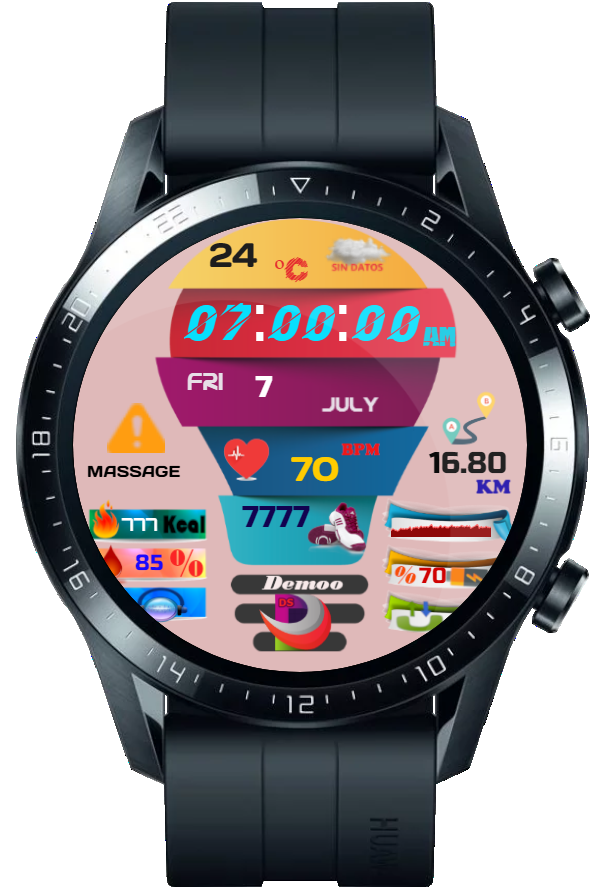 2
4
6
8
10
12
14
16
18
20
22
24 °C
SIN DATOS
07:00:00 AM
FRI 7 JULY
70 BPM
MASSAGE
A B
16.80
KM
777 Kcal
7777
85 %
% 70
Demoo
DS